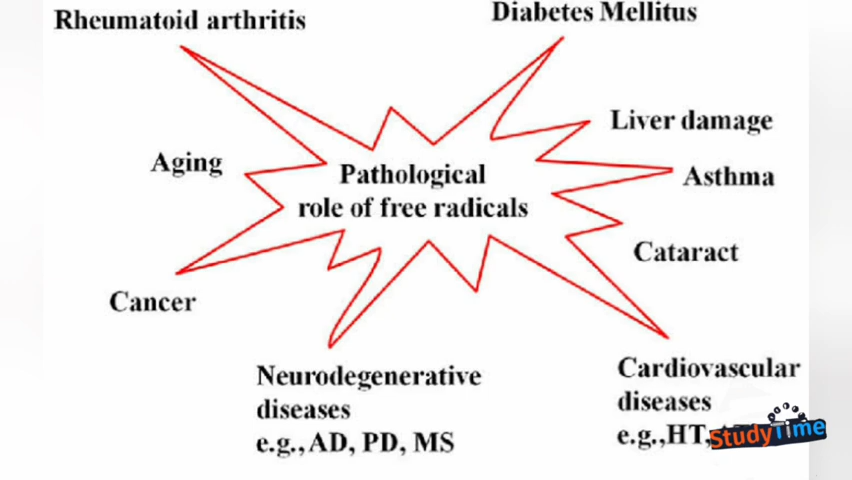 Rheumatoid arthritis
Diabetes Mellitus
Liver damage
Aging
Pathological
role of free radicals
Asthma
Cataract
Cancer
Neurodegenerative
diseases
e.g., AD, PD, MS
Cardiovascular
diseases
e.g.,HT,
StudyTime